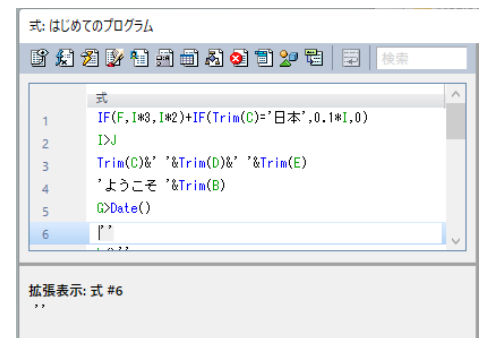 式: はじめてのプログラム
検索
式
1 IF(F,I*3,I*2)+IF(Trim(C)='日本',0.1*I,0)
2 I>J
3 Trim(C)&' '&Trim(D)&' '&Trim(E)
4 'ようこそ '&Trim(B)
5 G>Date()
6 ''
拡張表示: 式 #6
''